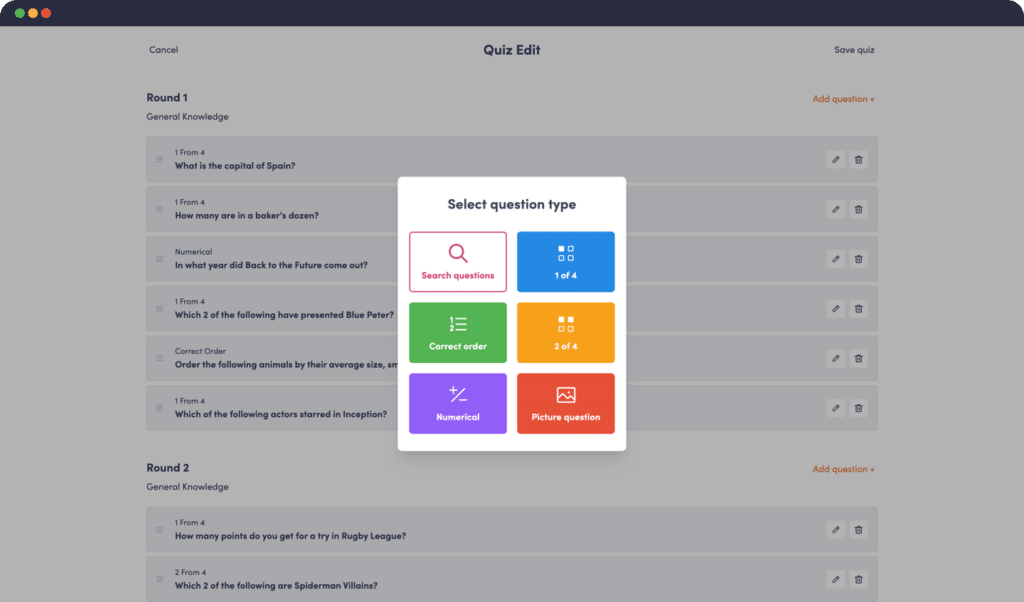 Cancel
Quiz Edit
Save quiz
Round 1
Add question +
General Knowledge
1 From 4
What is the capital of Spain?
1 From 4
How many are in a baker's dozen?
Numerical
In what year did Back to the Future come out?
1 From 4
Which 2 of the following have presented Blue Peter?
Correct Order
Order the following animals by their average size,
1 From 4
Which of the following actors starred in Inception?
Select question type
Search questions
1 of 4
1
2
Correct order
2 of 4
Numerical
Picture question
Round 2
Add question +
General Knowledge
1 From 4
How many points do you get for a try in Rugby League?
2 From 4
Which 2 of the following are Spiderman Villains?